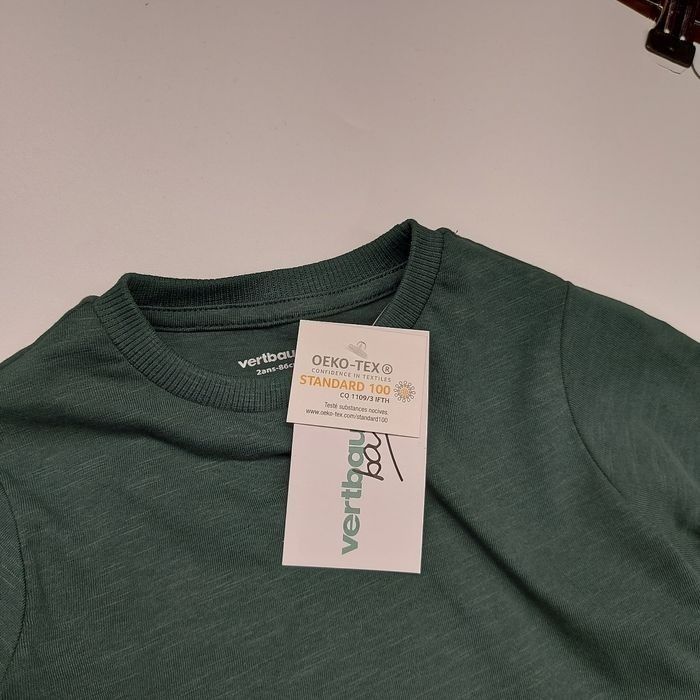 vertbau
2ans-86c
OEKO-TEX®
CONFIDENCE IN TEXTILES
STANDARD 100
CQ 1109/3 IFTH
Testé substances nocives.
www.oeko-tex.com/standard100
vertbau